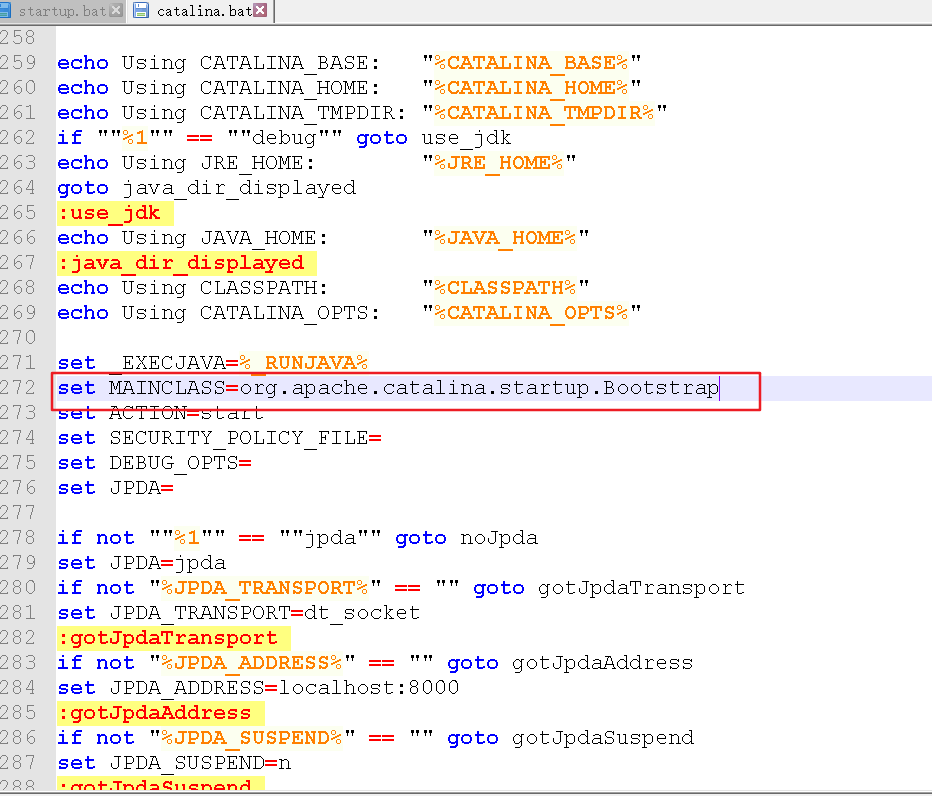 startup.bat catalina.bat
258
259 echo Using CATALINA_BASE:   "%CATALINA_BASE%"
260 echo Using CATALINA_HOME:   "%CATALINA_HOME%"
261 echo Using CATALINA_TMPDIR: "%CATALINA_TMPDIR%"
262 if ""%1"" == ""debug"" goto use_jdk
263 echo Using JRE_HOME:        "%JRE_HOME%"
264 goto java_dir_displayed
265 :use_jdk
266 echo Using JAVA_HOME:       "%JAVA_HOME%"
267 :java_dir_displayed
268 echo Using CLASSPATH:       "%CLASSPATH%"
269 echo Using CATALINA_OPTS:   "%CATALINA_OPTS%"
270
271 set _EXECJAVA=%_RUNJAVA%
272 set MAINCLASS=org.apache.catalina.startup.Bootstrap
273 set ACTION=start
274 set SECURITY_POLICY_FILE=
275 set DEBUG_OPTS=
276 set JPDA=
277
278 if not ""%1"" == ""jpda"" goto noJpda
279 set JPDA=jpda
280 if not "%JPDA_TRANSPORT%" == "" goto gotJpdaTransport
281 set JPDA_TRANSPORT=dt_socket
282 :gotJpdaTransport
283 if not "%JPDA_ADDRESS%" == "" goto gotJpdaAddress
284 set JPDA_ADDRESS=localhost:8000
285 :gotJpdaAddress
286 if not "%JPDA_SUSPEND%" == "" goto gotJpdaSuspend
287 set JPDA_SUSPEND=n
288 :gotJpdaSuspend